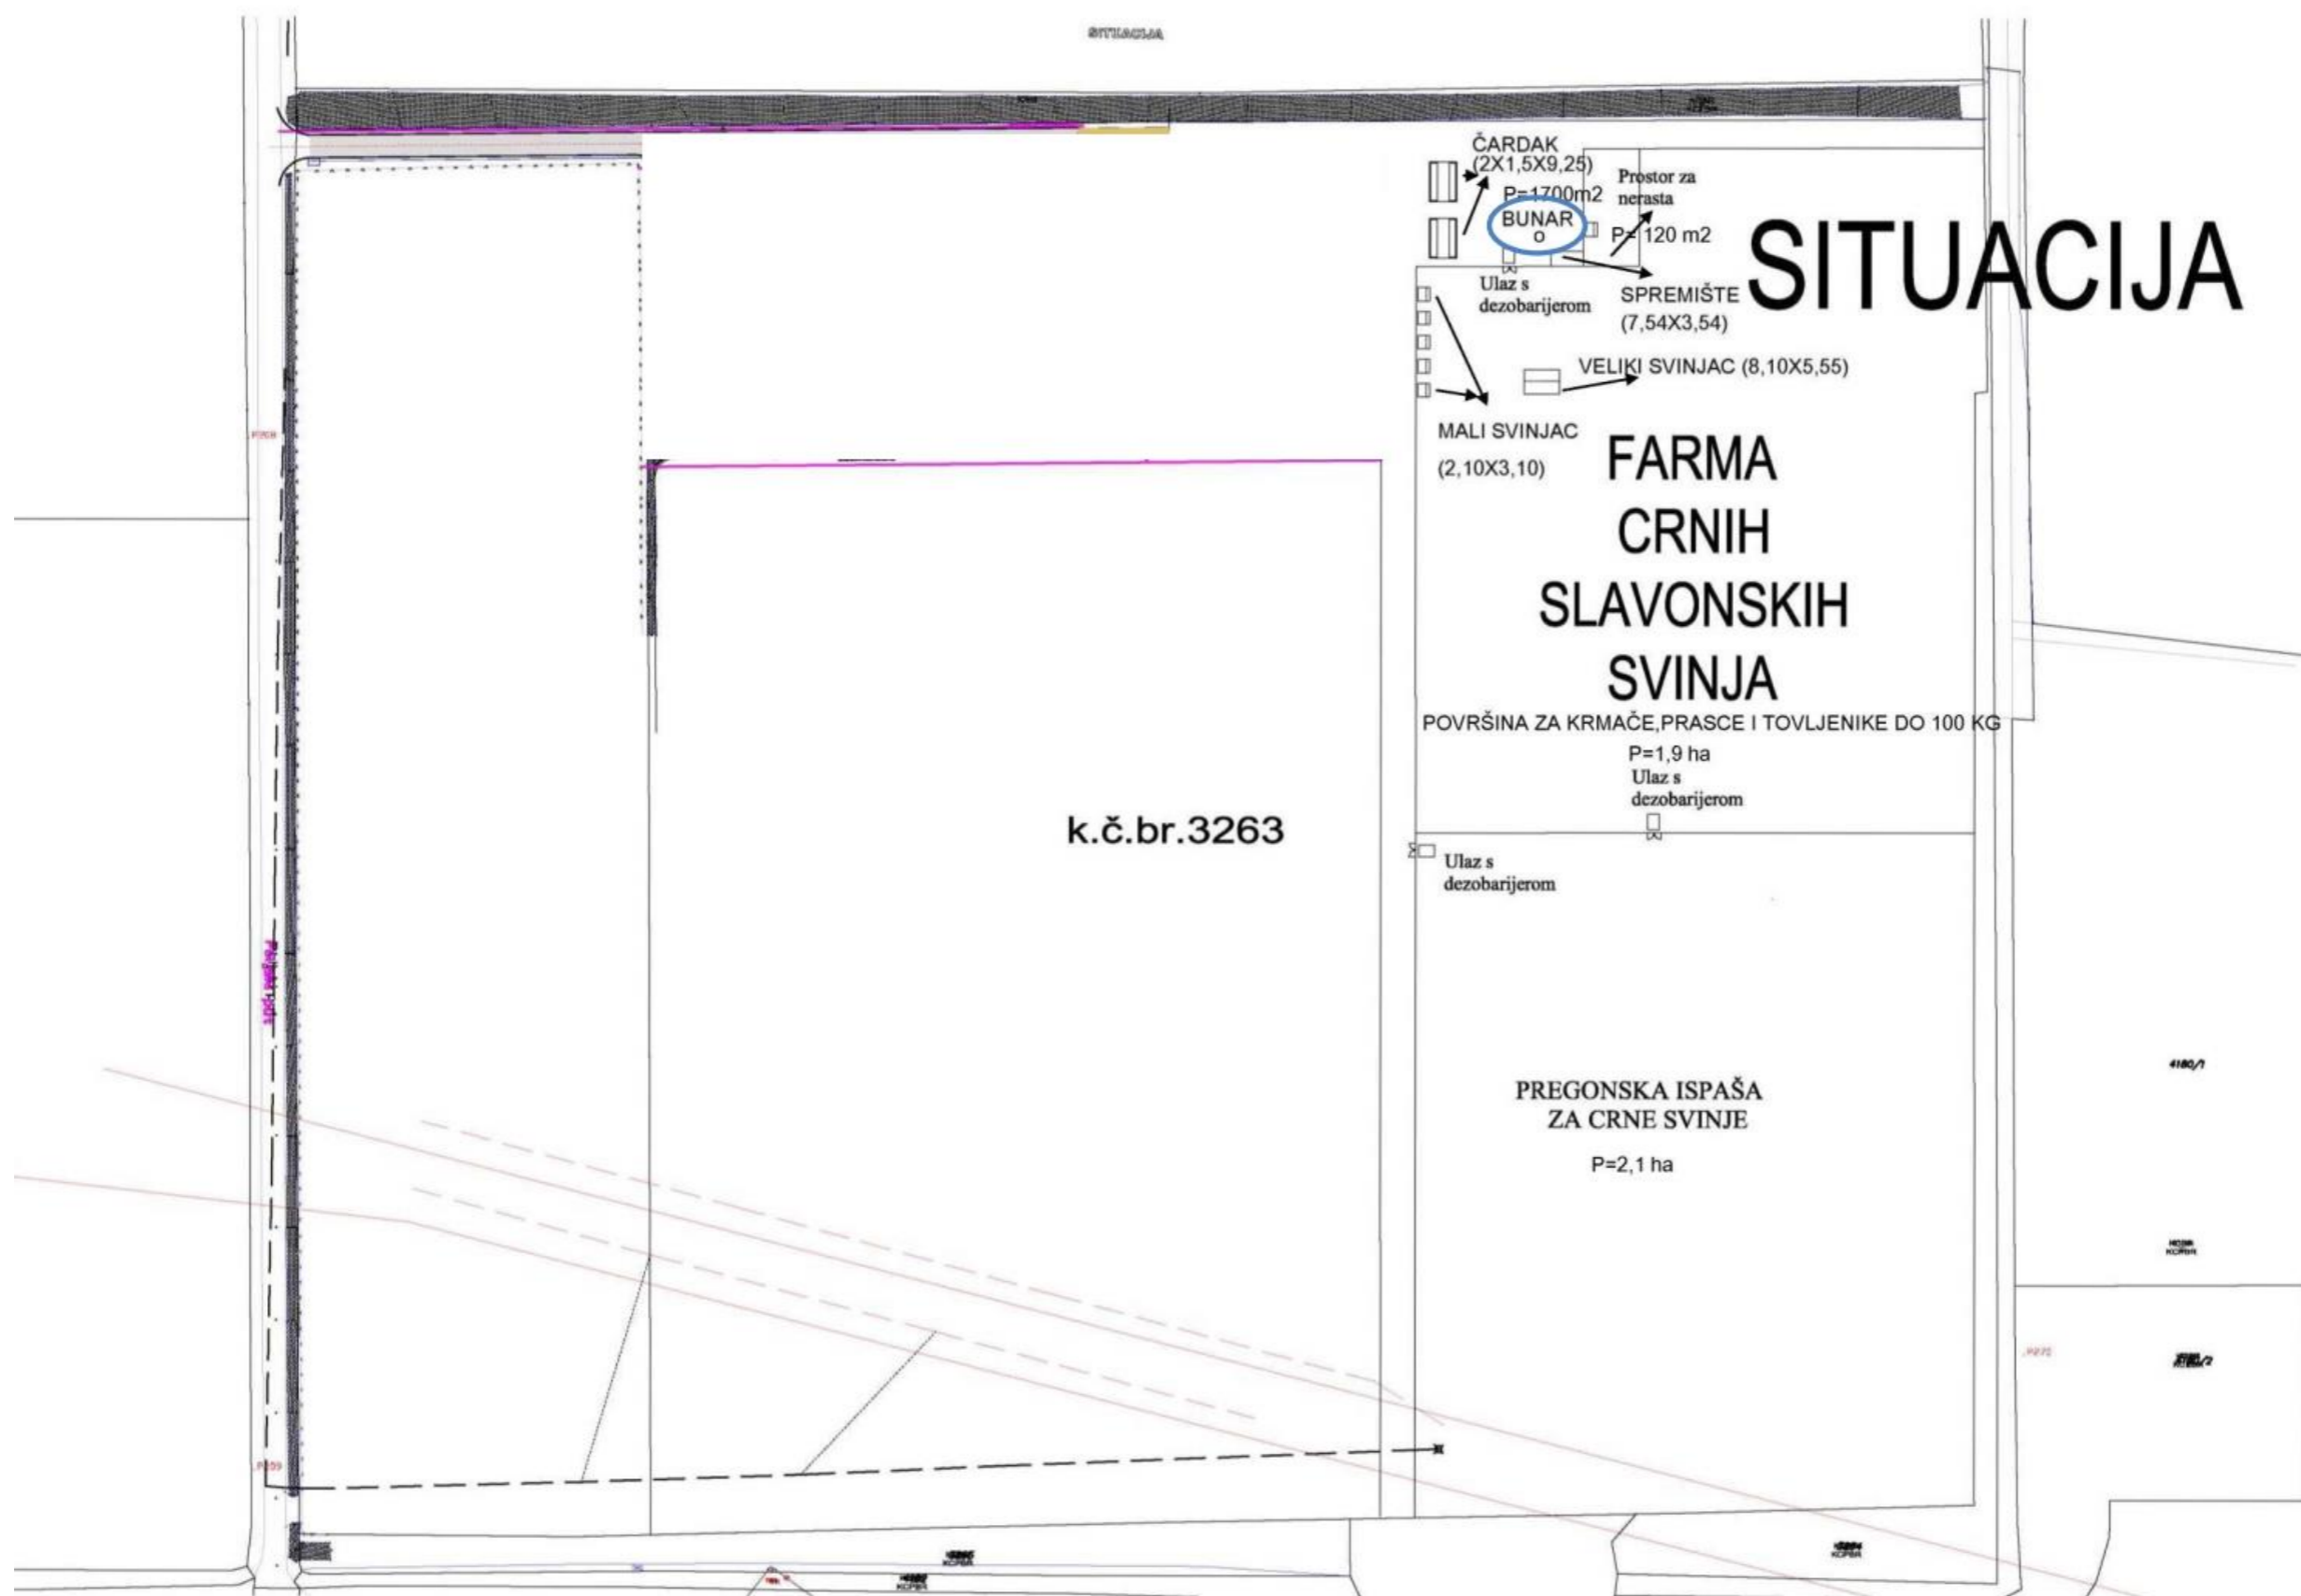 SITUACIJA
ČARDAK
(2X1,5X9,25)
P=1700m2
BUNAR
o
Prostor za
nerasta
P= 120 m2
SITUACIJA
Ulaz s
dezobarijerom
SPREMIŠTE
(7,54X3,54)
VELIKI SVINJAC (8,10X5,55)
MALI SVINJAC
(2,10X3,10)
FARMA
CRNIH
SLAVONSKIH
SVINJA
POVRŠINA ZA KRMAČE,PRASCE I TOVLJENIKE DO 100 KG
P=1,9 ha
Ulaz s
dezobarijerom
k.č.br.3263
Ulaz s
dezobarijerom
PREGONSKA ISPAŠA
ZA CRNE SVINJE
P=2,1 ha
4180/1